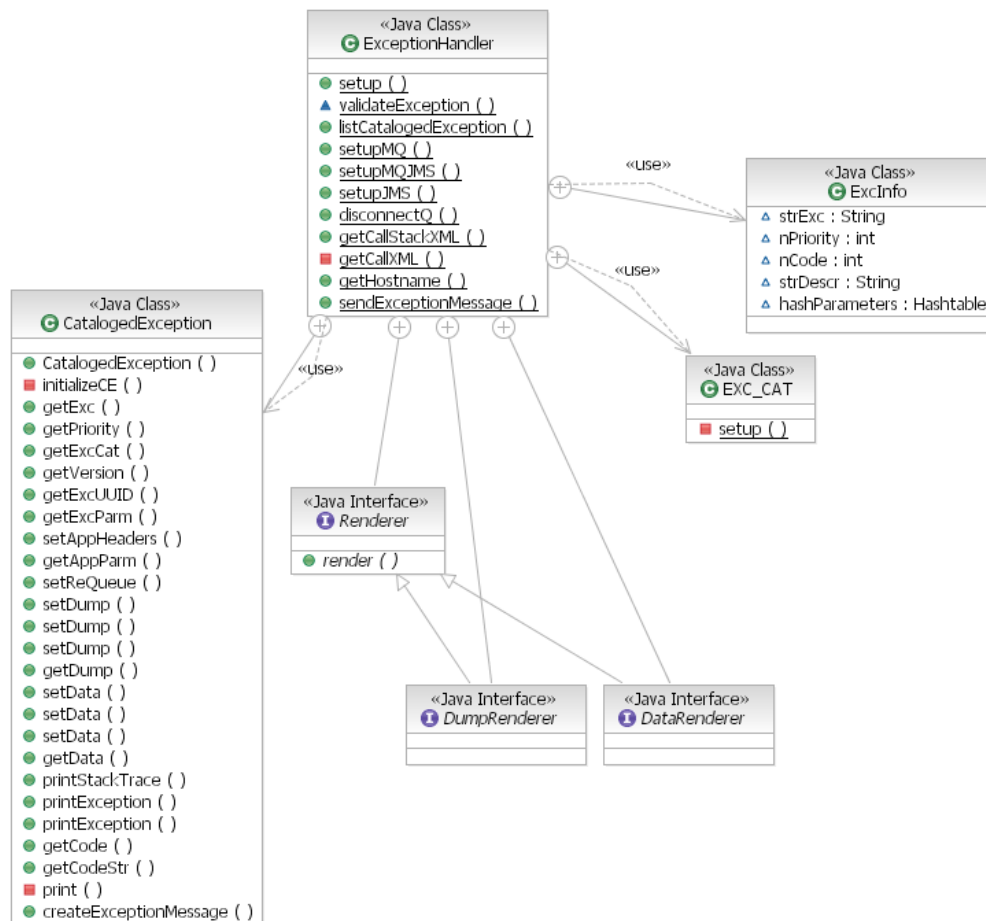 «Java Class»
ExceptionHandler
setup ( )
validateException ( )
listCatalogedException ( )
setupMQ ( )
setupMQJMS ( )
setupJMS ( )
disconnectQ ( )
getCallStackXML ( )
getCallXML ( )
getHostname ( )
sendExceptionMessage ( )
«use»
«Java Class»
ExcInfo
strExc : String
nPriority : int
nCode : int
strDescr : String
hashParameters : Hashtable
«use»
«Java Class»
EXC_CAT
setup ( )
«use»
«Java Class»
CatalogedException
CatalogedException ( )
initializeCE ( )
getExc ( )
getPriority ( )
getExcCat ( )
getVersion ( )
getExcUUID ( )
getExcParm ( )
setAppHeaders ( )
getAppParm ( )
setReQueue ( )
setDump ( )
setDump ( )
setDump ( )
getDump ( )
setData ( )
setData ( )
setData ( )
getData ( )
printStackTrace ( )
printException ( )
printException ( )
getCode ( )
getCodeStr ( )
print ( )
createExceptionMessage ( )
«Java Interface»
Renderer
render ( )
«Java Interface»
DumpRenderer
«Java Interface»
DataRenderer